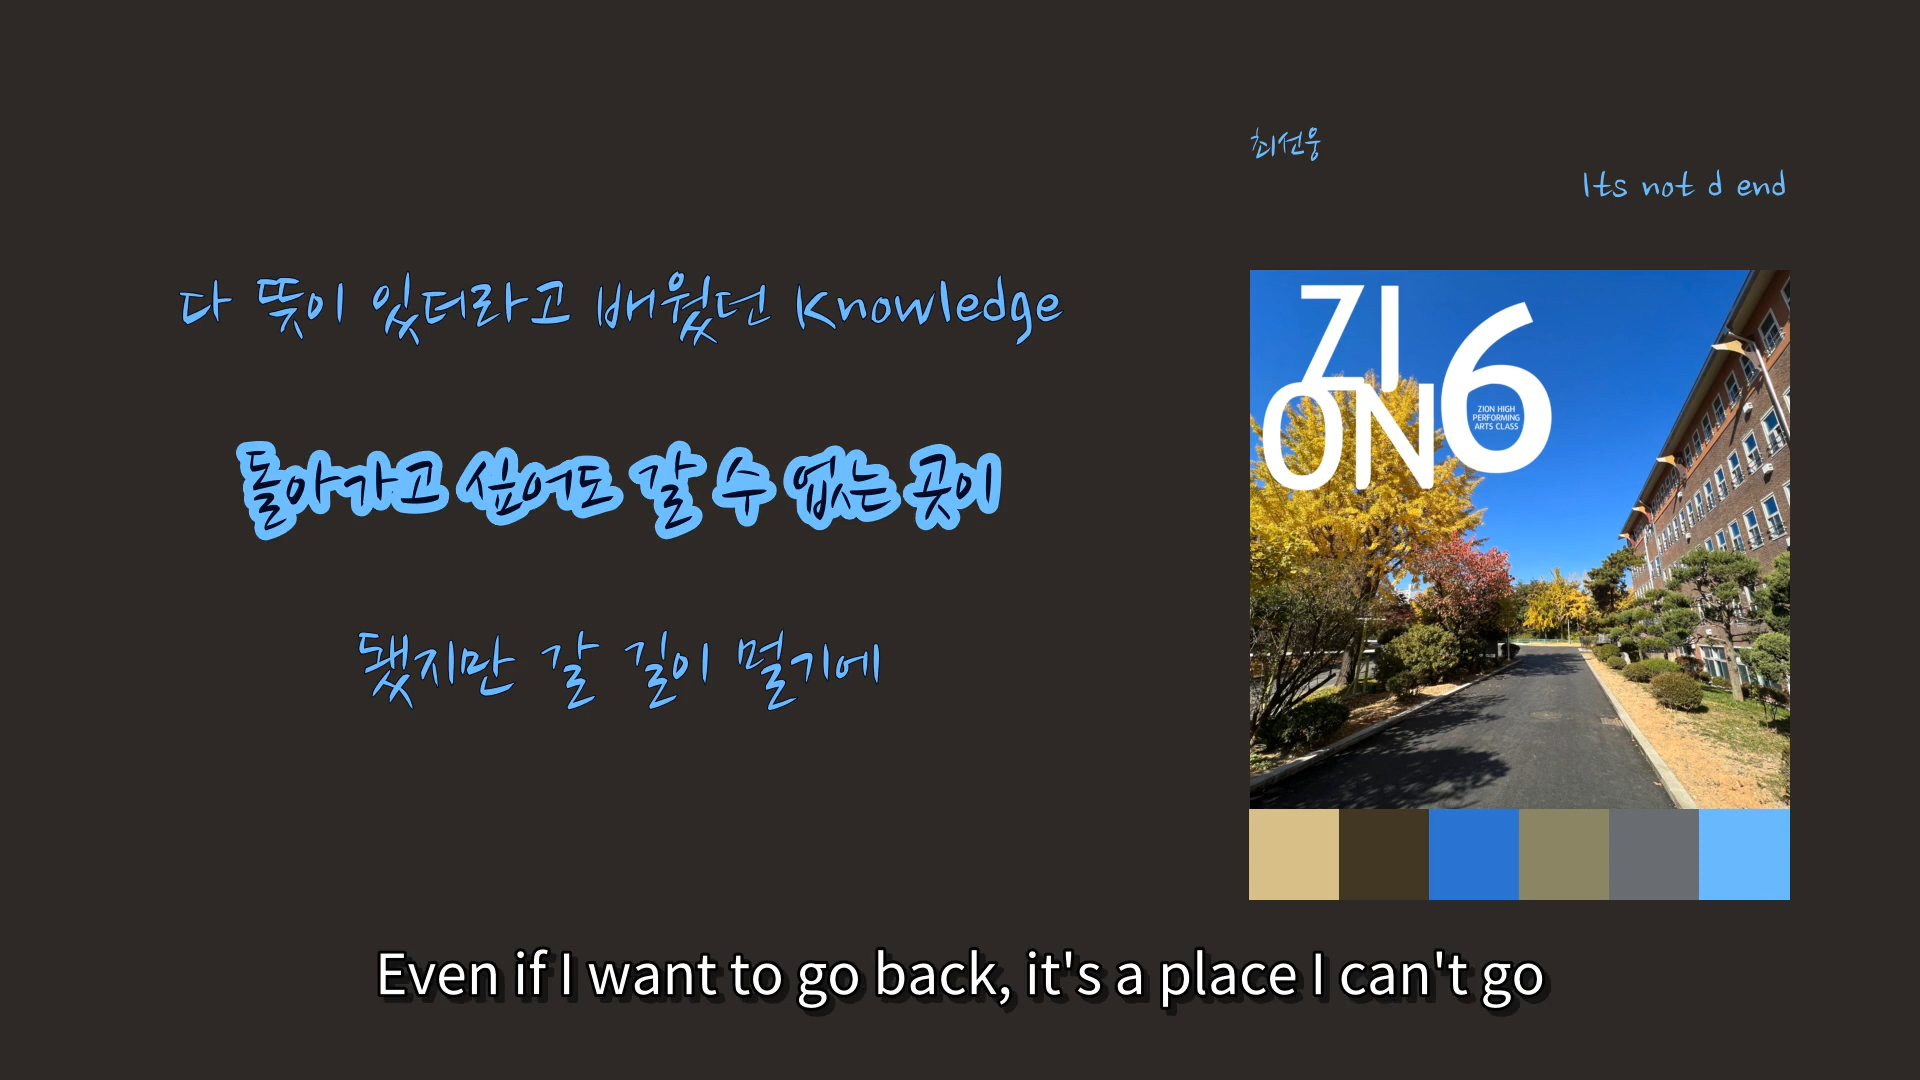 최선웅
Its not d end
다 뜻이 있더라고 배웠던 Knowledge
돌아가고 싶어도 갈 수 없는 곳이
됐지만 갈 길이 멀기에
ZI
ON6
ZION HIGH
PERFORMING
ARTS CLASS
Even if I want to go back, it's a place I can't go